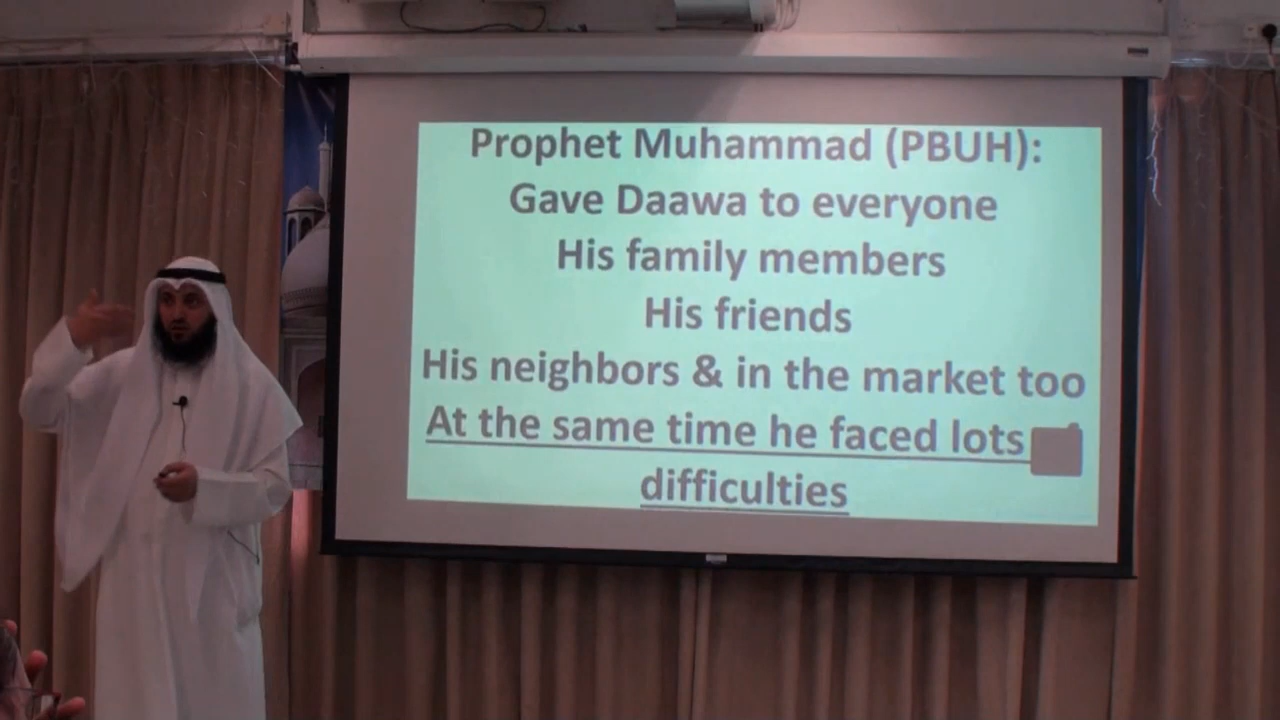 Prophet Muhammad (PBUH):
Gave Daawa to everyone
His family members
His friends
His neighbors & in the market too
At the same time he faced lots
difficulties